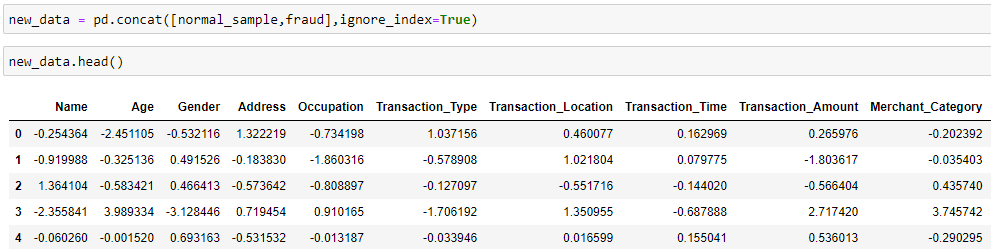 new_data = pd.concat([normal_sample,fraud],ignore_index=True)
new_data.head()
Name Age Gender Address Occupation Transaction_Type Transaction_Location Transaction_Time Transaction_Amount Merchant_Category
0 -0.254364 -2.451105 -0.532116 1.322219 -0.734198 1.037156 0.460077 0.162969 0.265976 -0.202392
1 -0.919988 -0.325136 0.491526 -0.183830 -1.860316 -0.578908 1.021804 0.079775 -1.803617 -0.035403
2 1.364104 -0.583421 0.466413 -0.573642 -0.808897 -0.127097 -0.551716 -0.144020 -0.566404 0.435740
3 -2.355841 3.989334 -3.128446 0.719454 0.910165 -1.706192 1.350955 -0.687888 2.717420 3.745742
4 -0.060260 -0.001520 0.693163 -0.531532 -0.013187 -0.033946 0.016599 0.155041 0.536013 -0.290295